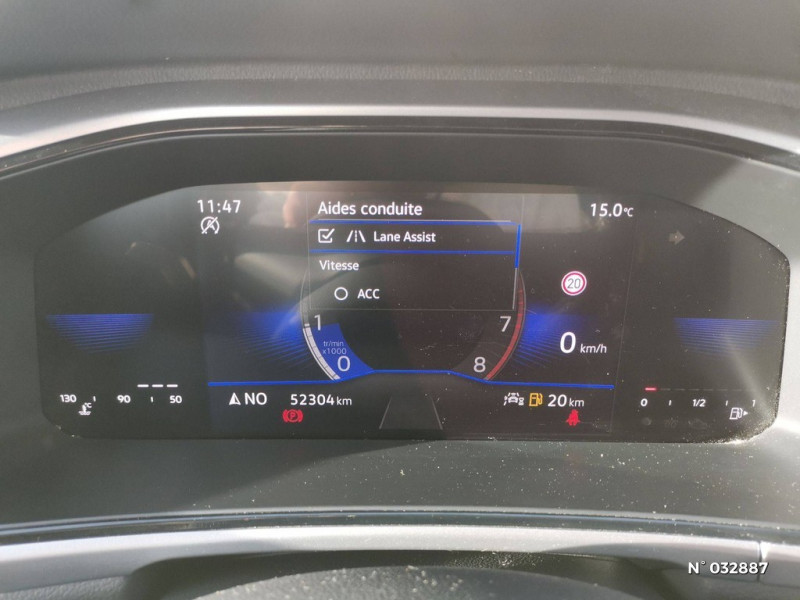 11:47
Aides conduite
15.0°C
Lane Assist
Vitesse
20
ACC
1
7
tr/min
x1000
0
8
0 km/h
130 90 50
NO
52304 km
20 km
0 1/2 1
P
N° 032887